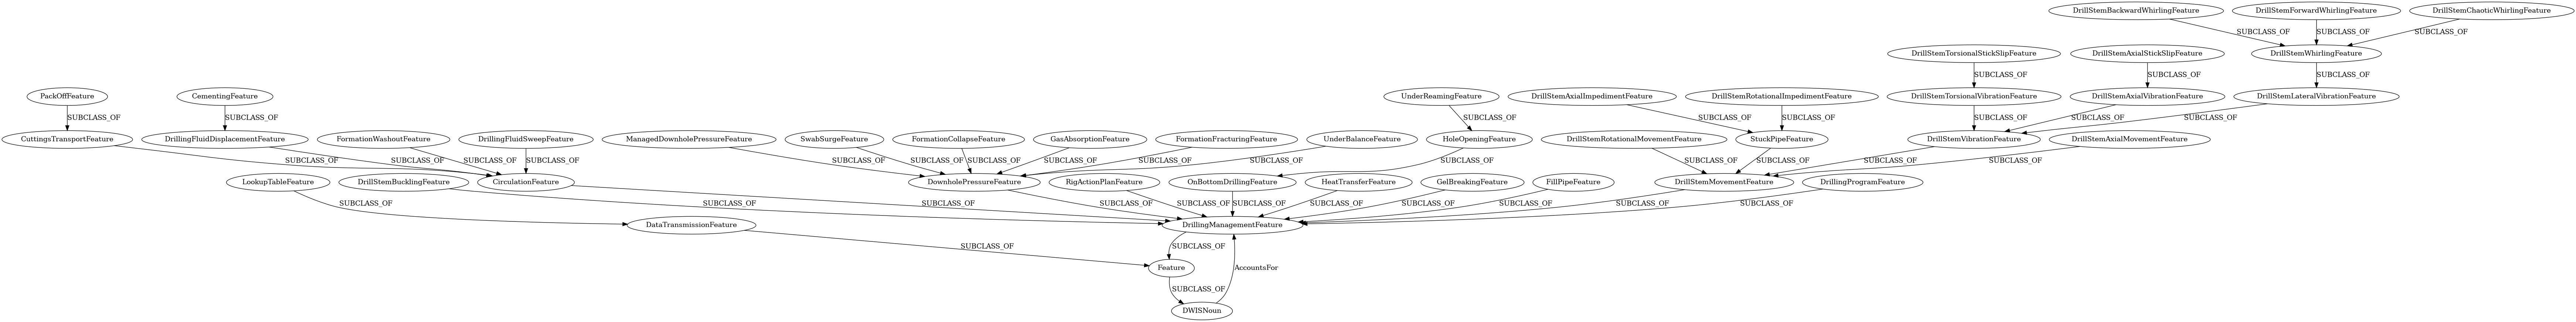 DrillStemBackwardWhirlingFeature DrillStemForwardWhirlingFeature DrillStemChaoticWhirlingFeature
SUBCLASS_OF SUBCLASS_OF SUBCLASS_OF
DrillStemTorsionalStickSlipFeature DrillStemAxialStickSlipFeature DrillStemWhirlingFeature
SUBCLASS_OF SUBCLASS_OF SUBCLASS_OF
PackOffFeature CementingFeature UnderReamingFeature DrillStemAxialImpedimentFeature DrillStemRotationalImpedimentFeature DrillStemTorsionalVibrationFeature DrillStemAxialVibrationFeature DrillStemLateralVibrationFeature
SUBCLASS_OF SUBCLASS_OF SUBCLASS_OF SUBCLASS_OF SUBCLASS_OF SUBCLASS_OF SUBCLASS_OF SUBCLASS_OF
CuttingsTransportFeature DrillingFluidDisplacementFeature FormationWashoutFeature DrillingFluidSweepFeature ManagedDownholePressureFeature SwabSurgeFeature FormationCollapseFeature GasAbsorptionFeature FormationFracturingFeature UnderBalanceFeature HoleOpeningFeature DrillStemRotationalMovementFeature StuckPipeFeature DrillStemVibrationFeature DrillStemAxialMovementFeature
SUBCLASS_OF SUBCLASS_OF SUBCLASS_OF SUBCLASS_OF SUBCLASS_OF SUBCLASS_OF SUBCLASS_OF SUBCLASS_OF SUBCLASS_OF SUBCLASS_OF SUBCLASS_OF SUBCLASS_OF SUBCLASS_OF SUBCLASS_OF SUBCLASS_OF
LookupTableFeature DrillStemBucklingFeature CirculationFeature DownholePressureFeature RigActionPlanFeature OnBottomDrillingFeature HeatTransferFeature GelBreakingFeature FillPipeFeature DrillStemMovementFeature DrillingProgramFeature
SUBCLASS_OF SUBCLASS_OF SUBCLASS_OF SUBCLASS_OF SUBCLASS_OF SUBCLASS_OF SUBCLASS_OF SUBCLASS_OF SUBCLASS_OF SUBCLASS_OF SUBCLASS_OF
DataTransmissionFeature DrillingManagementFeature
SUBCLASS_OF SUBCLASS_OF
Feature AccountsFor
SUBCLASS_OF
DWISNoun